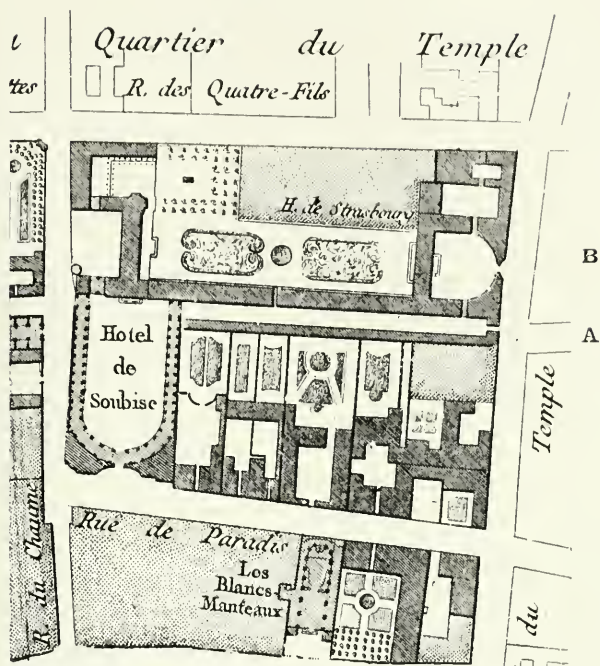 Quartier du Temple
R. des Quatre-Fils
H. de Strasbourg
B
A
Hotel
de
Soubise
Temple
Rue de Paradis
Los
Blancs-
Manteaux
R. du Chaume
du